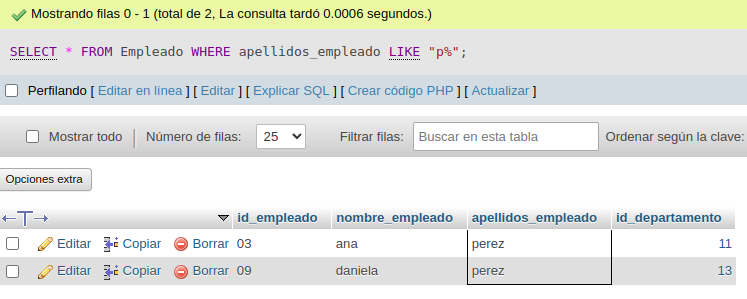 Mostrando filas 0 - 1 (total de 2, La consulta tardó 0.0006 segundos.)
SELECT * FROM Empleado WHERE apellidos_empleado LIKE "p%";
Perfilando [ Editar en línea ] [ Editar ] [ Explicar SQL ] [ Crear código PHP ] [ Actualizar ]
Mostrar todo Número de filas: 25 Filtrar filas: Buscar en esta tabla Ordenar según la clave:
Opciones extra
←T→ id_empleado nombre_empleado apellidos_empleado id_departamento
Editar Copiar Borrar 03 ana perez 11
Editar Copiar Borrar 09 daniela perez 13